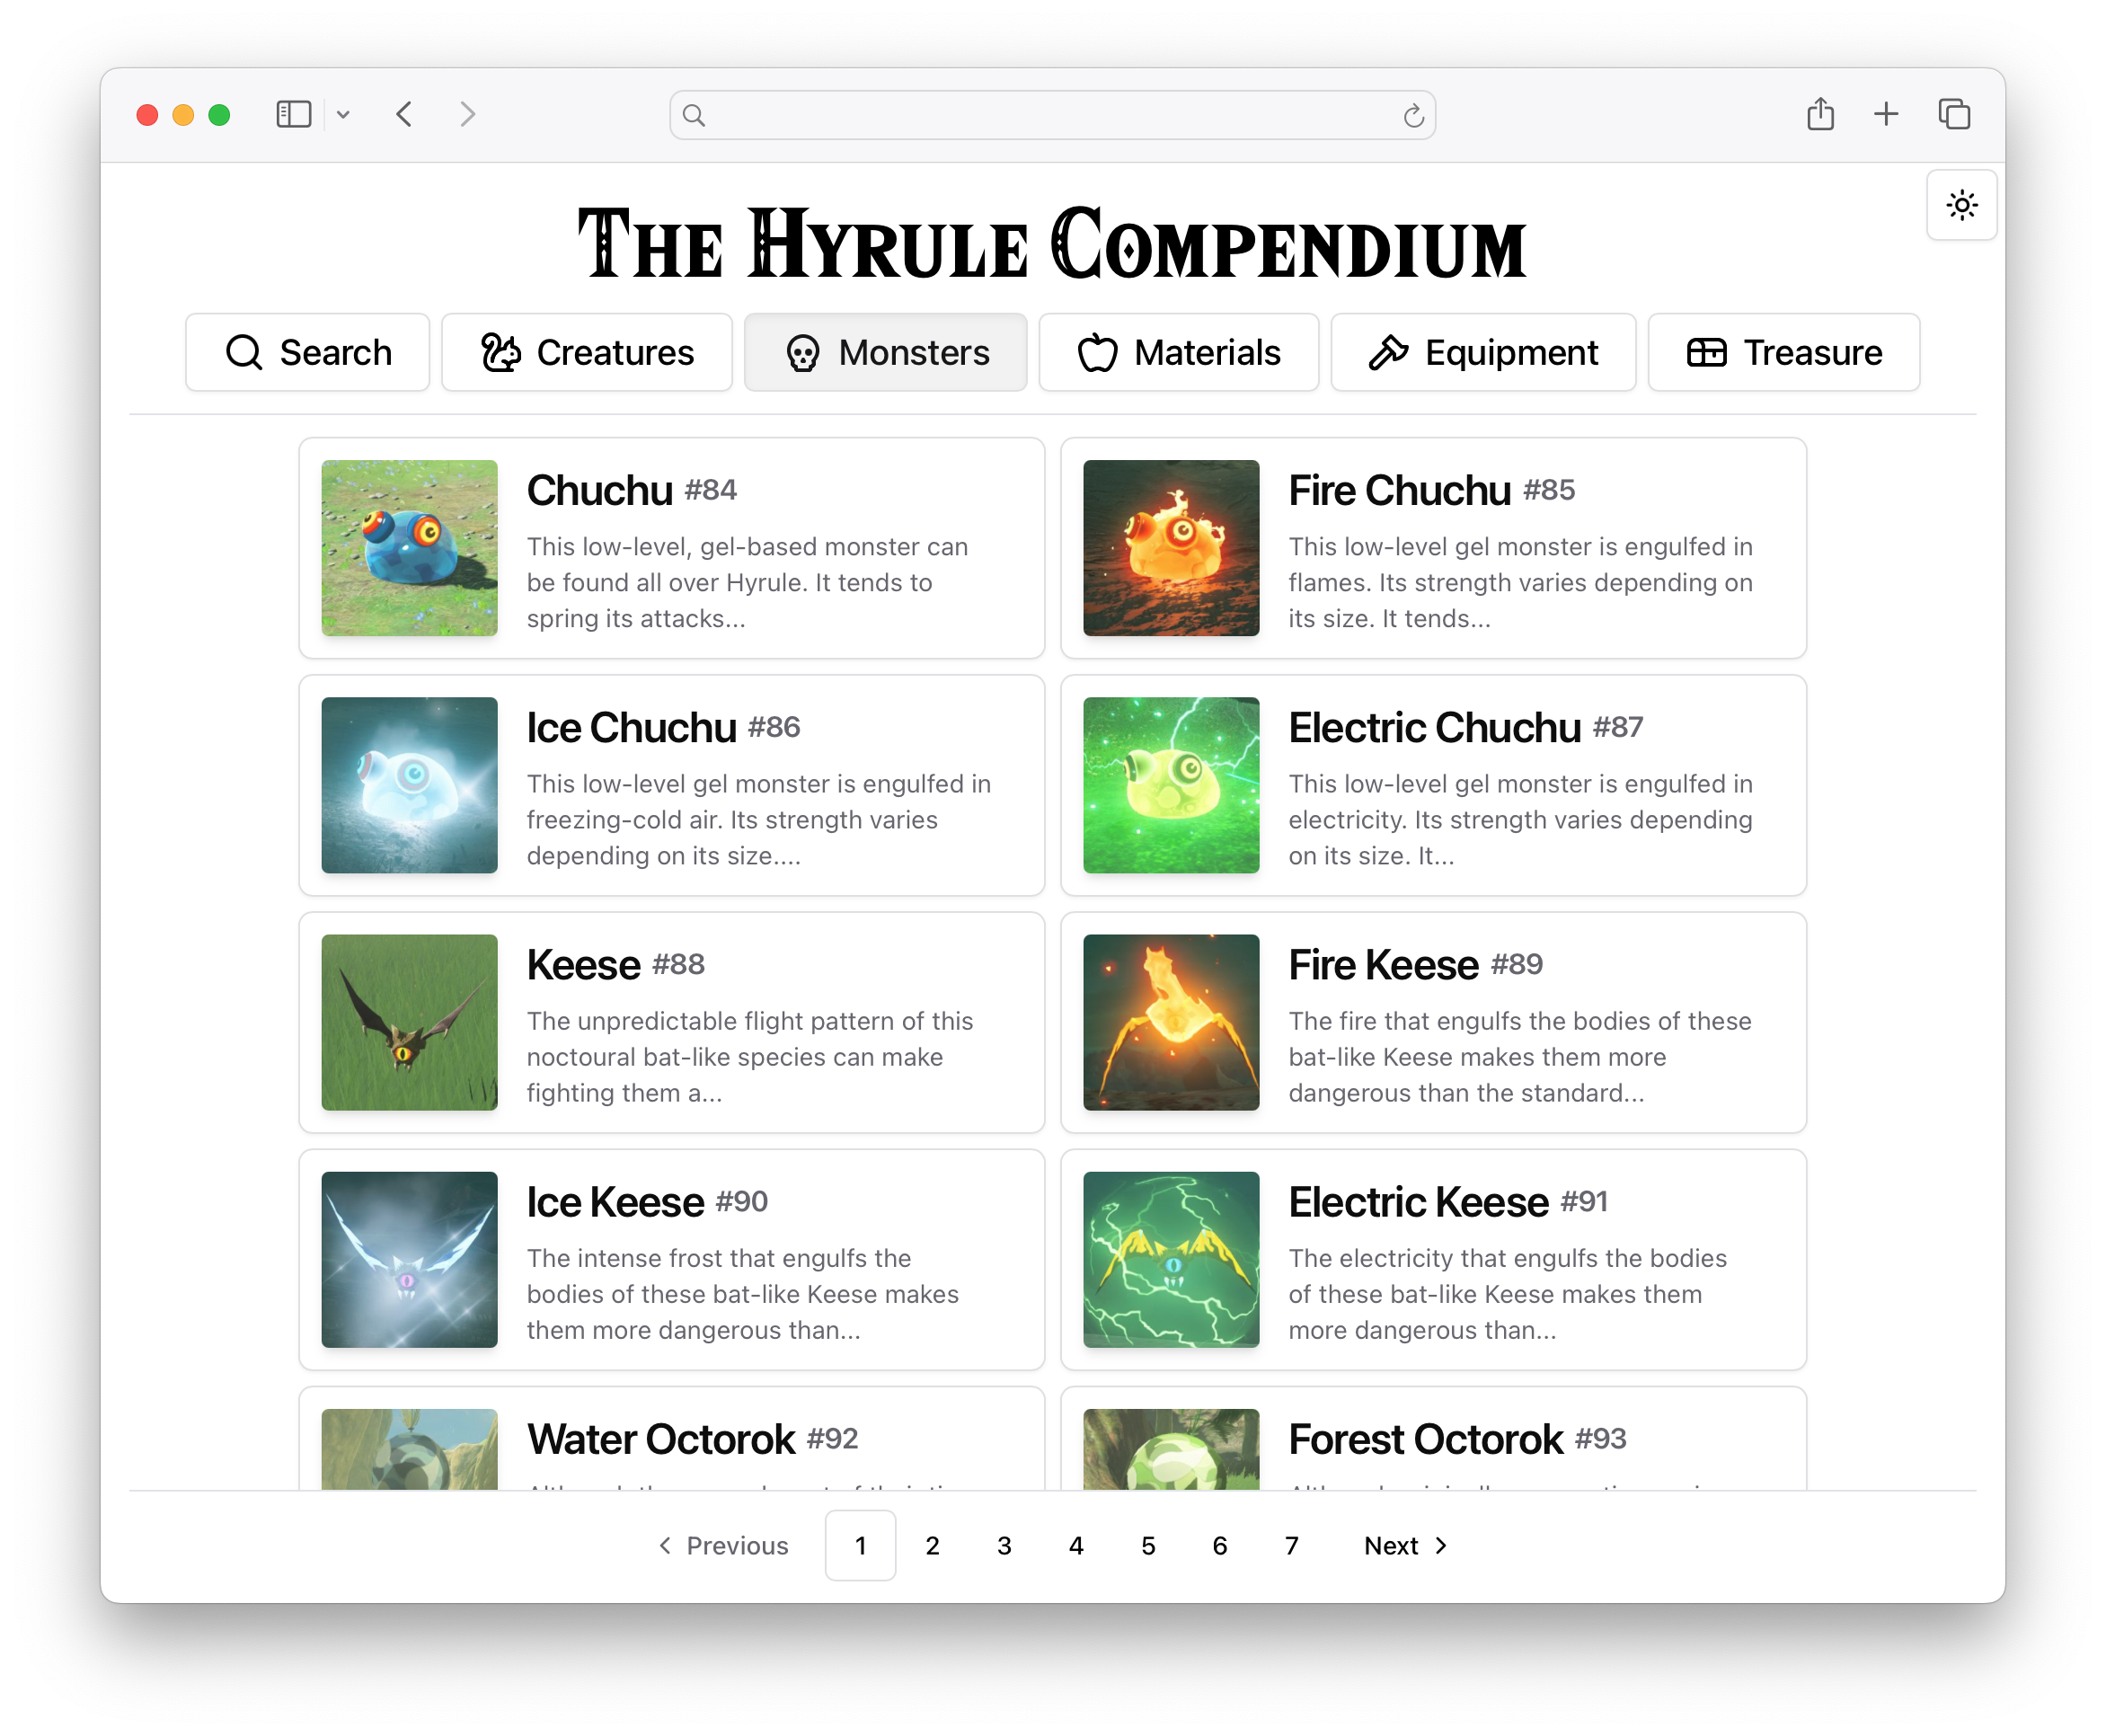 The Hyrule Compendium
Search
Creatures
Monsters
Materials
Equipment
Treasure
Chuchu #84
This low-level, gel-based monster can
be found all over Hyrule. It tends to
spring its attacks...
Fire Chuchu #85
This low-level gel monster is engulfed in
flames. Its strength varies depending on
its size. It tends...
Ice Chuchu #86
This low-level gel monster is engulfed in
freezing-cold air. Its strength varies
depending on its size....
Electric Chuchu #87
This low-level gel monster is engulfed in
electricity. Its strength varies depending
on its size. It...
Keese #88
The unpredictable flight pattern of this
noctoural bat-like species can make
fighting them a...
Fire Keese #89
The fire that engulfs the bodies of these
bat-like Keese makes them more
dangerous than the standard...
Ice Keese #90
The intense frost that engulfs the
bodies of these bat-like Keese makes
them more dangerous than...
Electric Keese #91
The electricity that engulfs the bodies
of these bat-like Keese makes them
more dangerous than...
Water Octorok #92
Forest Octorok #93
Previous 1 2 3 4 5 6 7 Next